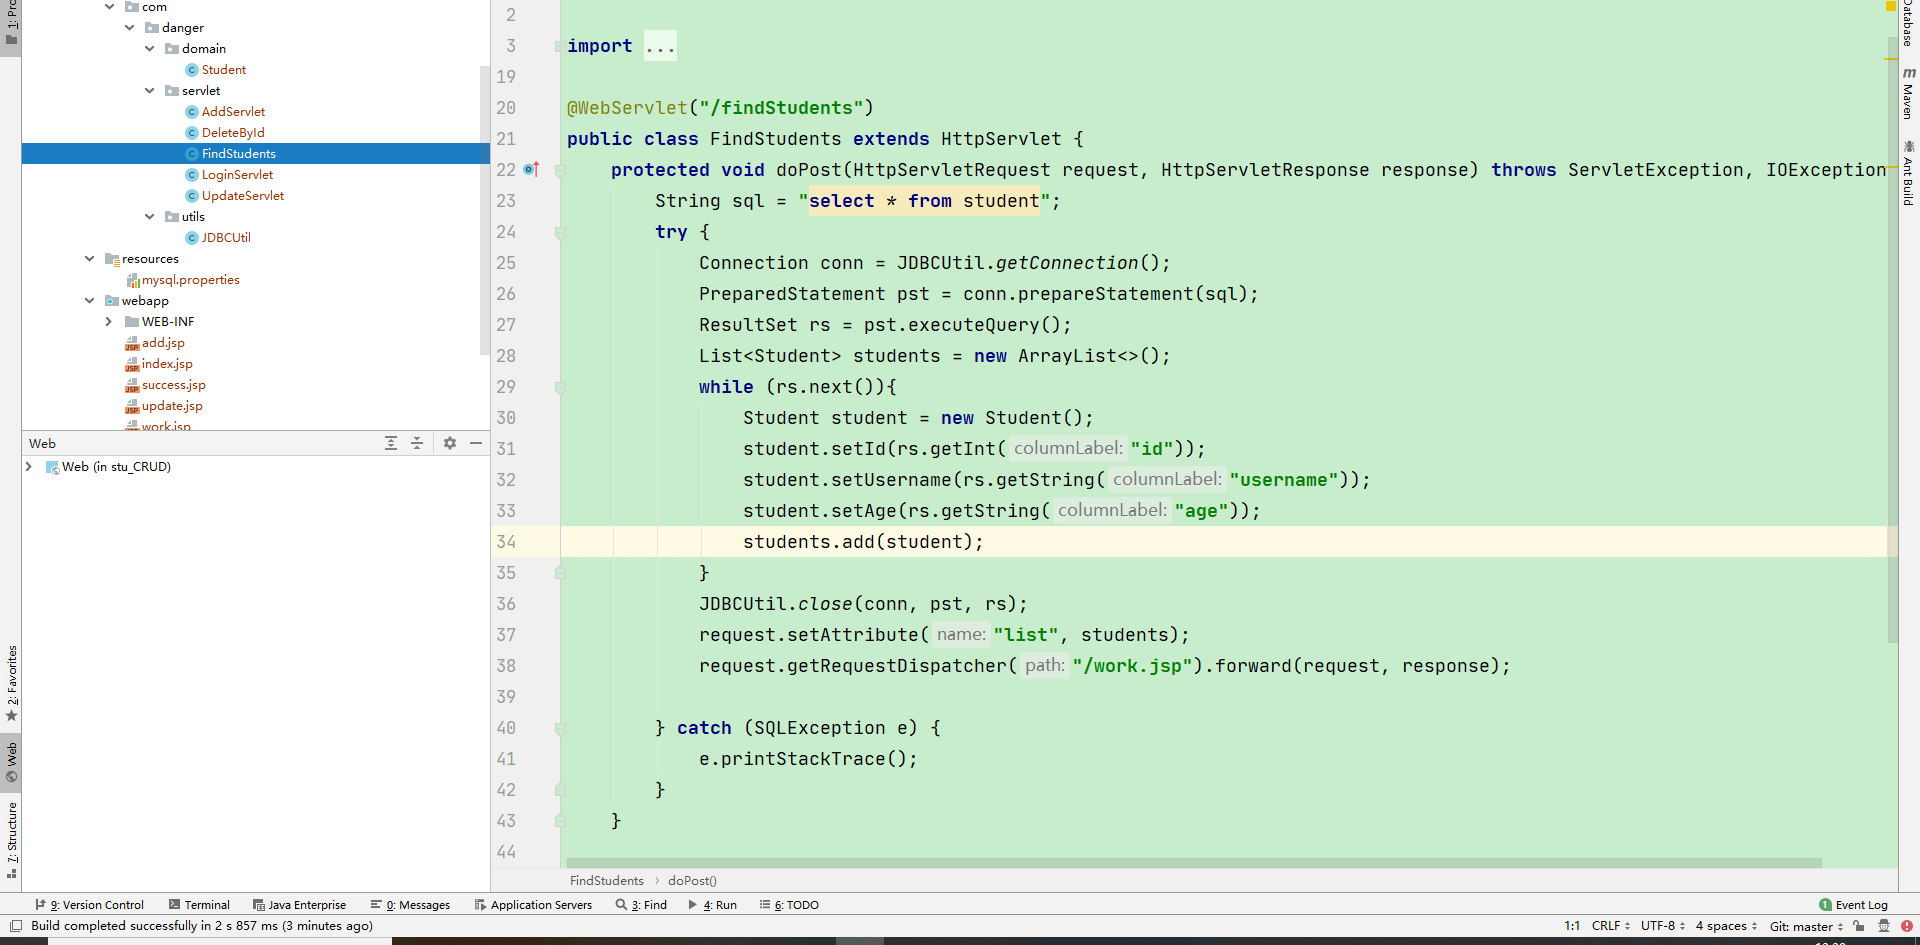 com
danger
domain
Student
servlet
AddServlet
DeleteById
FindStudents
LoginServlet
UpdateServlet
utils
JDBCUtil
resources
mysql.properties
webapp
WEB-INF
add.jsp
index.jsp
success.jsp
update.jsp
work.jsp
Web
Web (in stu_CRUD)
2: Favorites
Web
7: Structure
2
3 import ...
19
20 @WebServlet("/findStudents")
21 public class FindStudents extends HttpServlet {
22 protected void doPost(HttpServletRequest request, HttpServletResponse response) throws ServletException, IOException
23 String sql = "select * from student";
24 try {
25 Connection conn = JDBCUtil.getConnection();
26 PreparedStatement pst = conn.prepareStatement(sql);
27 ResultSet rs = pst.executeQuery();
28 List<Student> students = new ArrayList<>();
29 while (rs.next()){
30 Student student = new Student();
31 student.setId(rs.getInt( columnLabel: "id"));
32 student.setUsername(rs.getString( columnLabel: "username"));
33 student.setAge(rs.getString( columnLabel: "age"));
34 students.add(student);
35 }
36 JDBCUtil.close(conn, pst, rs);
37 request.setAttribute( name: "list", students);
38 request.getRequestDispatcher( path: "/work.jsp").forward(request, response);
39
40 } catch (SQLException e) {
41 e.printStackTrace();
42 }
43 }
44
FindStudents › doPost()
Database
Maven
Ant Build
9: Version Control Terminal Java Enterprise 0: Messages Application Servers 3: Find 4: Run 6: TODO 1 Event Log
Build completed successfully in 2 s 857 ms (3 minutes ago) 1:1 CRLF UTF-8 4 spaces Git: master